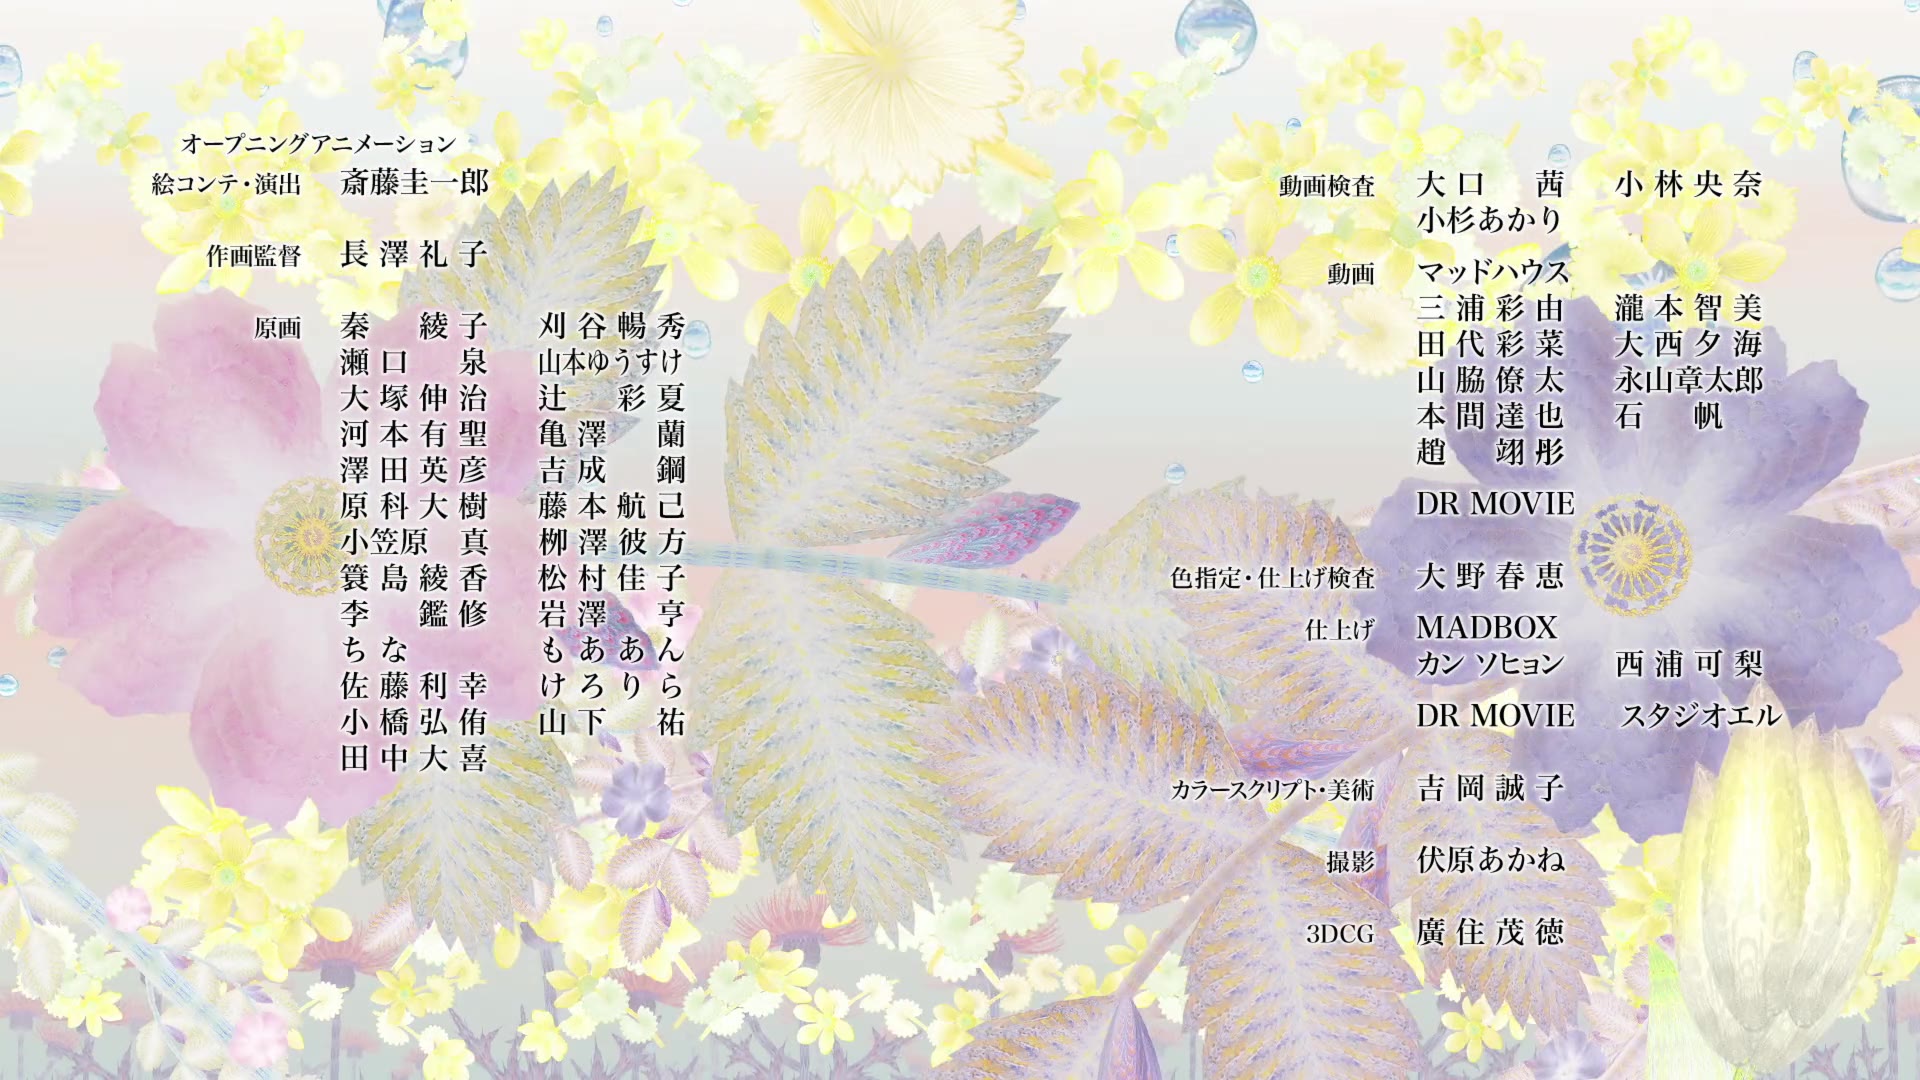 オープニングアニメーション
絵コンテ・演出 斎藤圭一郎
作画監督 長澤礼子
原画 秦綾子 刈谷暢秀
瀬口泉 山本ゆうすけ
大塚伸治 辻彩夏
河本有聖 亀澤蘭
澤田英彦 吉成鋼
原科大樹 藤本航己
小笠原真 栁澤彼方
簑島綾香 松村佳子
李鑑修 岩澤亨
ちな もああん
佐藤利幸 けろりら
小橋弘侑 山下祐
田中大喜
動画検査 大口茜 小林央奈
小杉あかり
動画 マッドハウス
三浦彩由 瀧本智美
田代彩菜 大西夕海
山脇僚太 永山章太郎
本間達也 石帆
趙翊彤
DR MOVIE
色指定・仕上げ検査 大野春恵
仕上げ MADBOX
カン ソヒョン 西浦可梨
DR MOVIE スタジオエル
カラースクリプト・美術 吉岡誠子
撮影 伏原あかね
3DCG 廣住茂徳